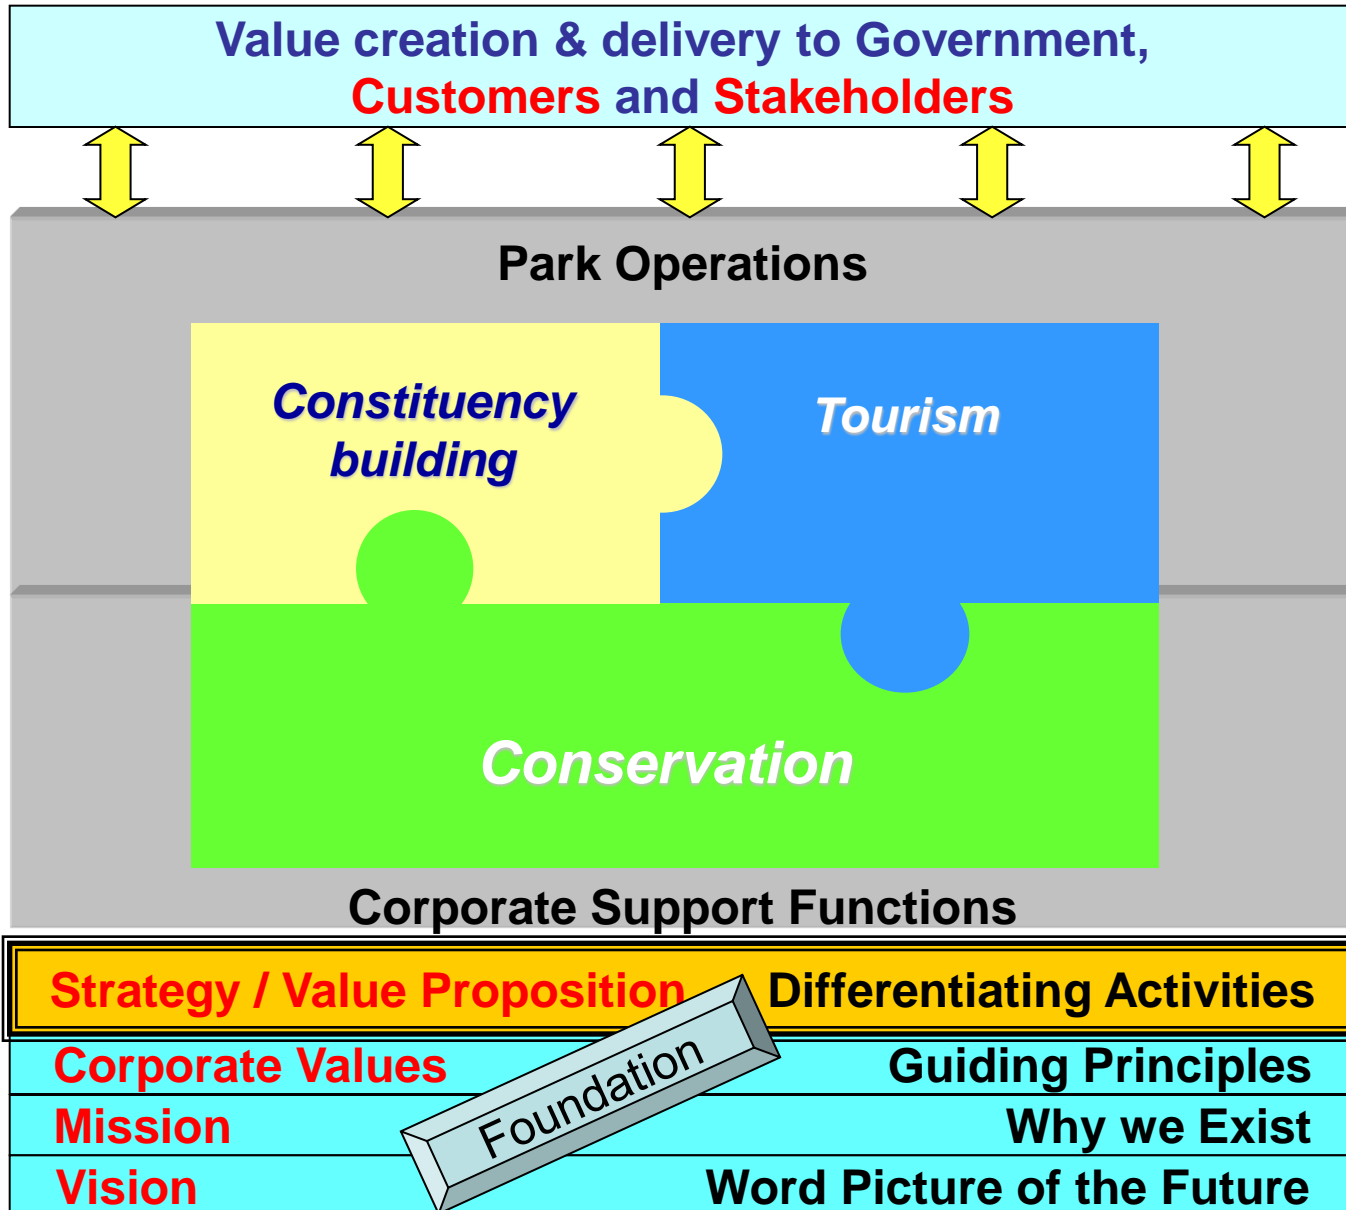 Value creation & delivery to Government,
Customers and Stakeholders
Park Operations
Constituency
building
Tourism
Conservation
Corporate Support Functions
Strategy / Value Proposition Differentiating Activities
Corporate Values Guiding Principles
Foundation
Mission Why we Exist
Vision Word Picture of the Future